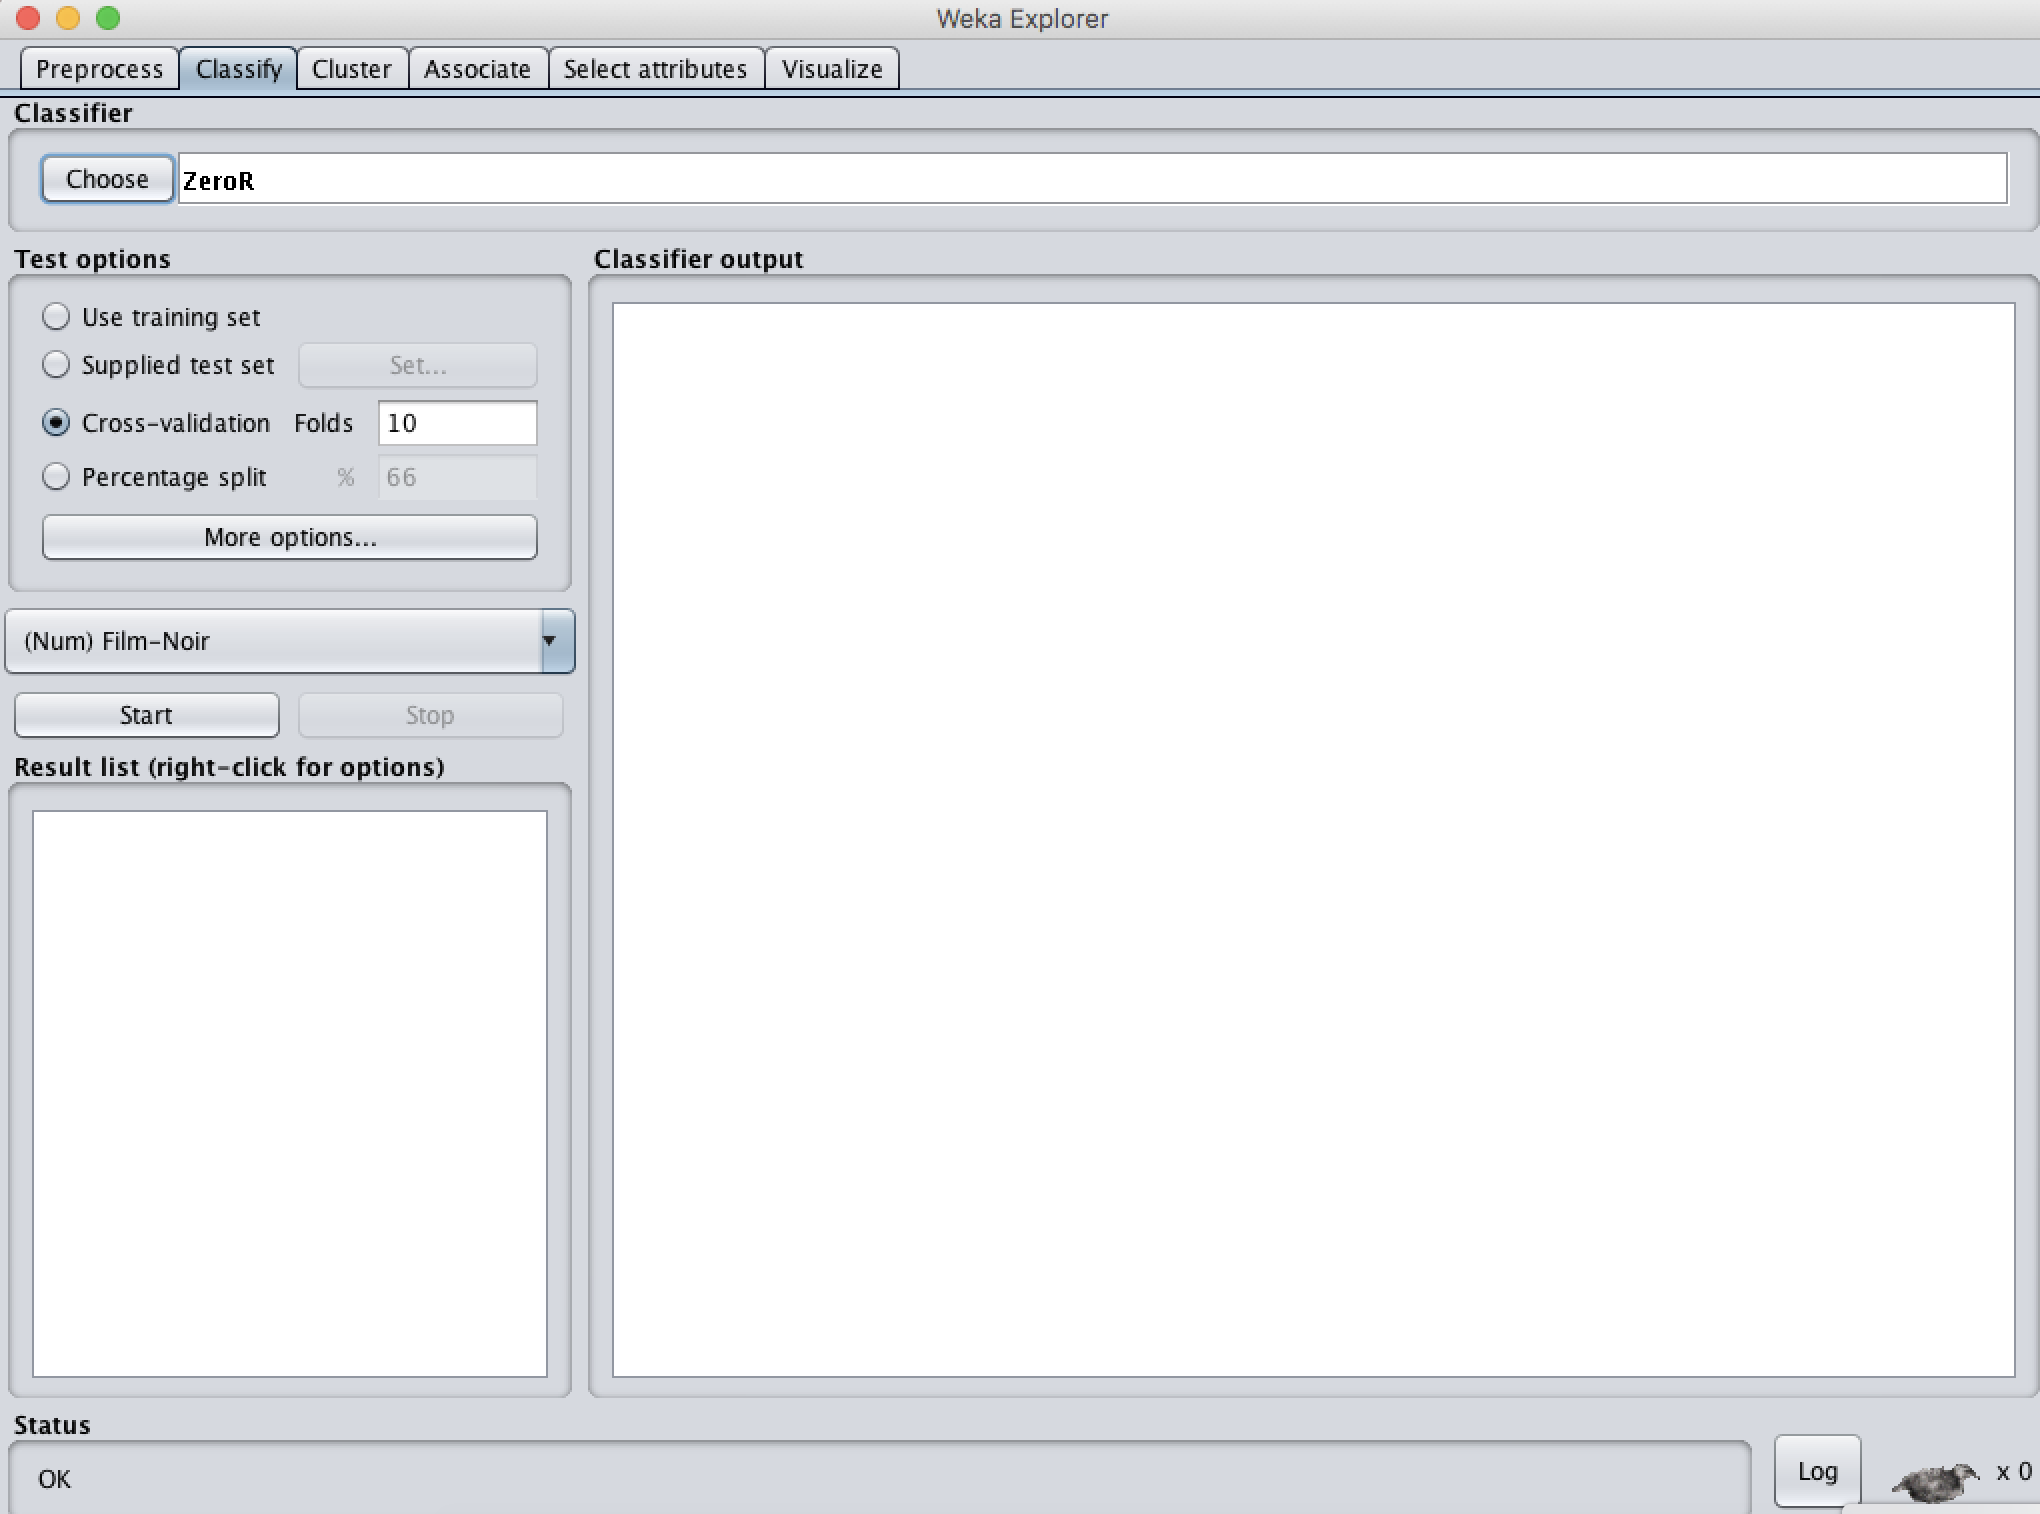 Weka Explorer
Preprocess Classify Cluster Associate Select attributes Visualize
Classifier
Choose ZeroR
Test options
Use training set
Supplied test set Set...
Cross-validation Folds 10
Percentage split % 66
More options...
(Num) Film-Noir
Start Stop
Result list (right-click for options)
Classifier output
Status
OK
Log x 0